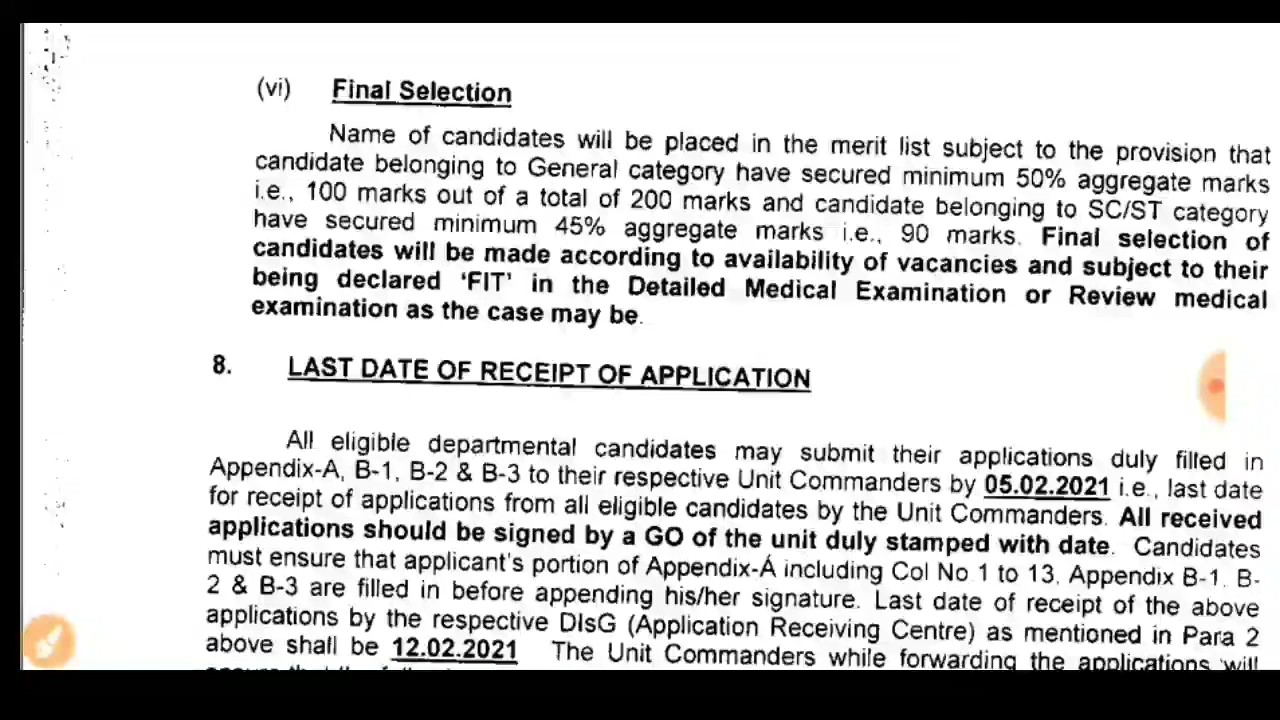 (vi) Final Selection
Name of candidates will be placed in the merit list subject to the provision that
candidate belonging to General category have secured minimum 50% aggregate marks
i.e., 100 marks out of a total of 200 marks and candidate belonging to SC/ST category
have secured minimum 45% aggregate marks i.e., 90 marks. Final selection of
candidates will be made according to availability of vacancies and subject to their
being declared ‘FIT’ in the Detailed Medical Examination or Review medical
examination as the case may be.
8. LAST DATE OF RECEIPT OF APPLICATION
All eligible departmental candidates may submit their applications duly filled in
Appendix-A, B-1, B-2 & B-3 to their respective Unit Commanders by 05.02.2021 i.e., last date
for receipt of applications from all eligible candidates by the Unit Commanders. All received
applications should be signed by a GO of the unit duly stamped with date. Candidates
must ensure that applicant's portion of Appendix-A including Col No.1 to 13, Appendix B-1, B-
2 & B-3 are filled in before appending his/her signature. Last date of receipt of the above
applications by the respective DIsG (Application Receiving Centre) as mentioned in Para 2
above shall be 12.02.2021 The Unit Commanders while forwarding the applications will